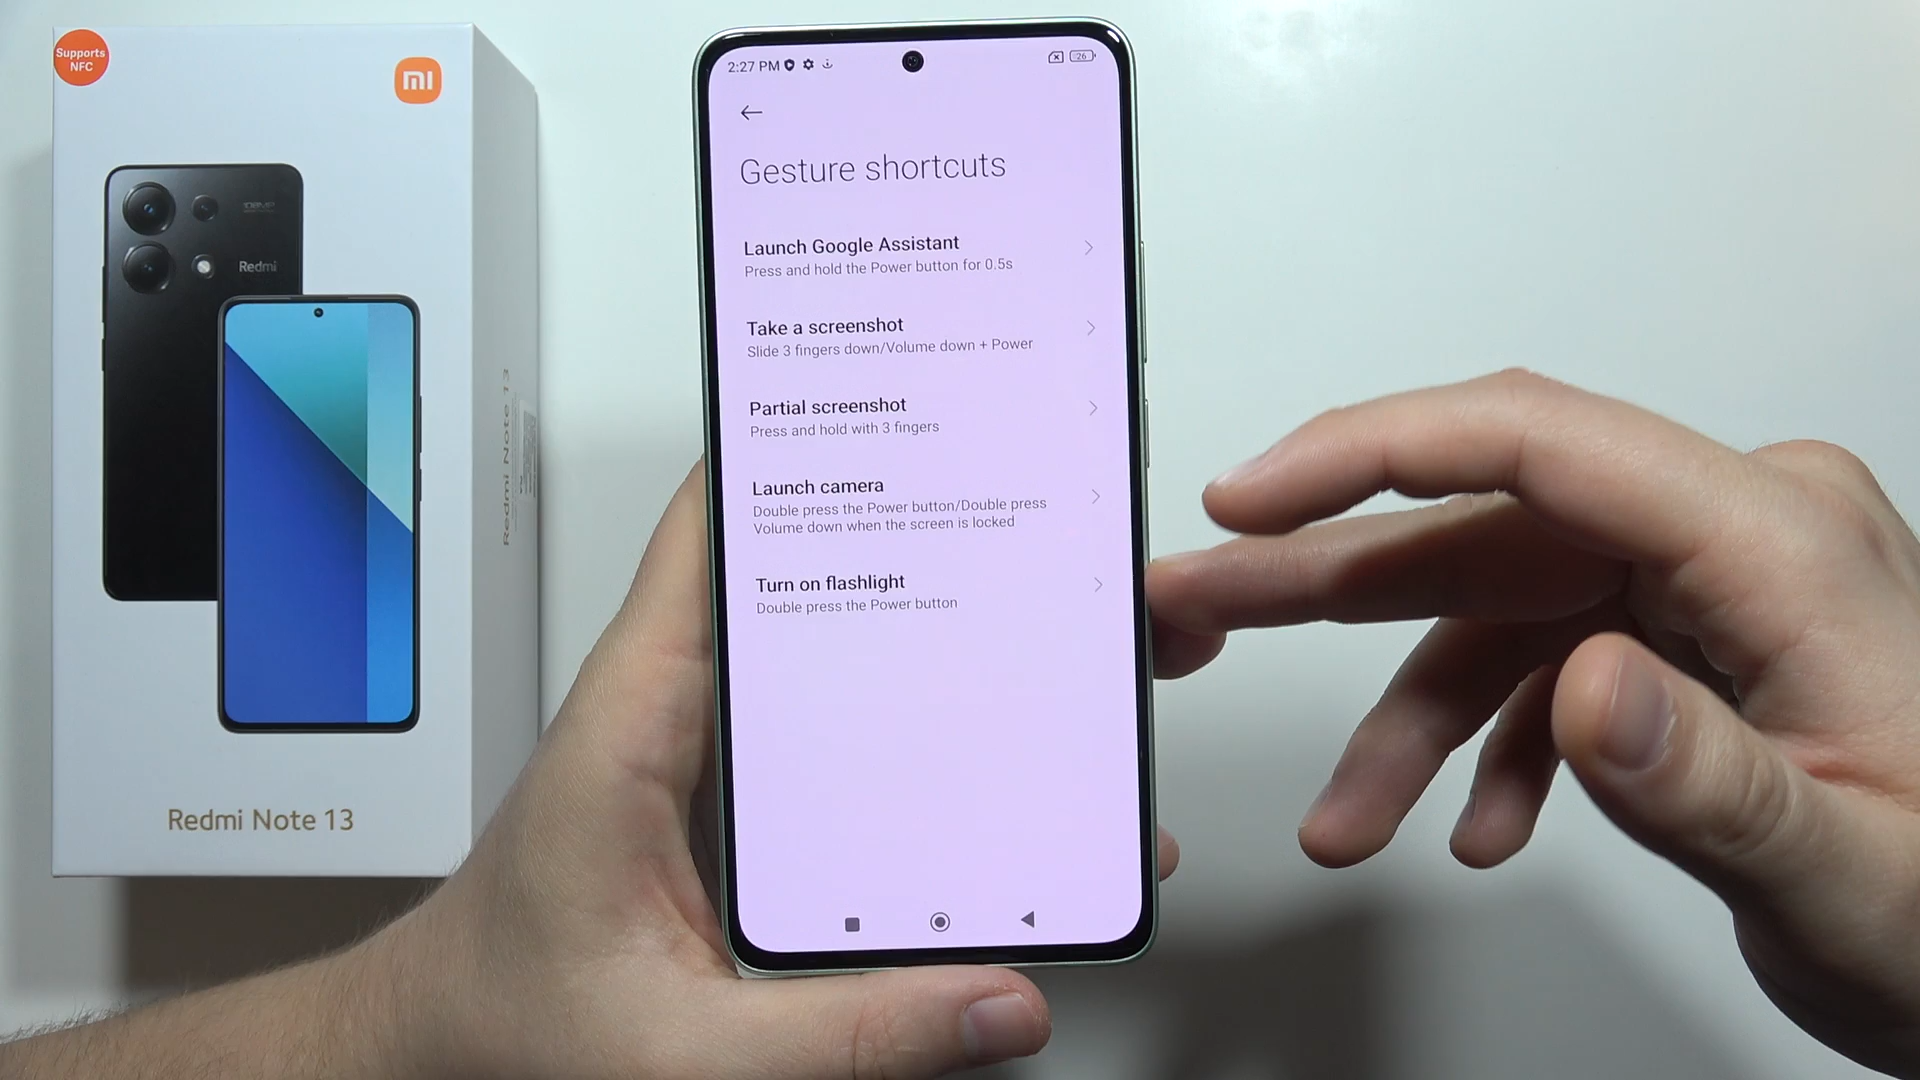 Supports
NFC
108MP
Redmi
Redmi Note 13
Redmi Note 13
2:27 PM
26
Gesture shortcuts
Launch Google Assistant
Press and hold the Power button for 0.5s
Take a screenshot
Slide 3 fingers down/Volume down + Power
Partial screenshot
Press and hold with 3 fingers
Launch camera
Double press the Power button/Double press
Volume down when the screen is locked
Turn on flashlight
Double press the Power button